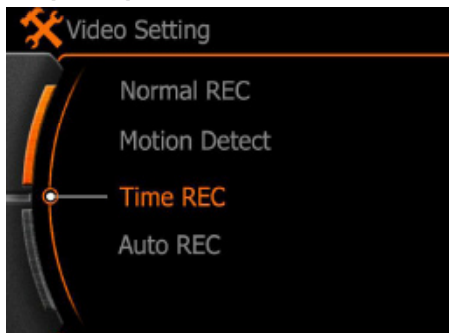 Video Setting
Normal REC
Motion Detect
Time REC
Auto REC